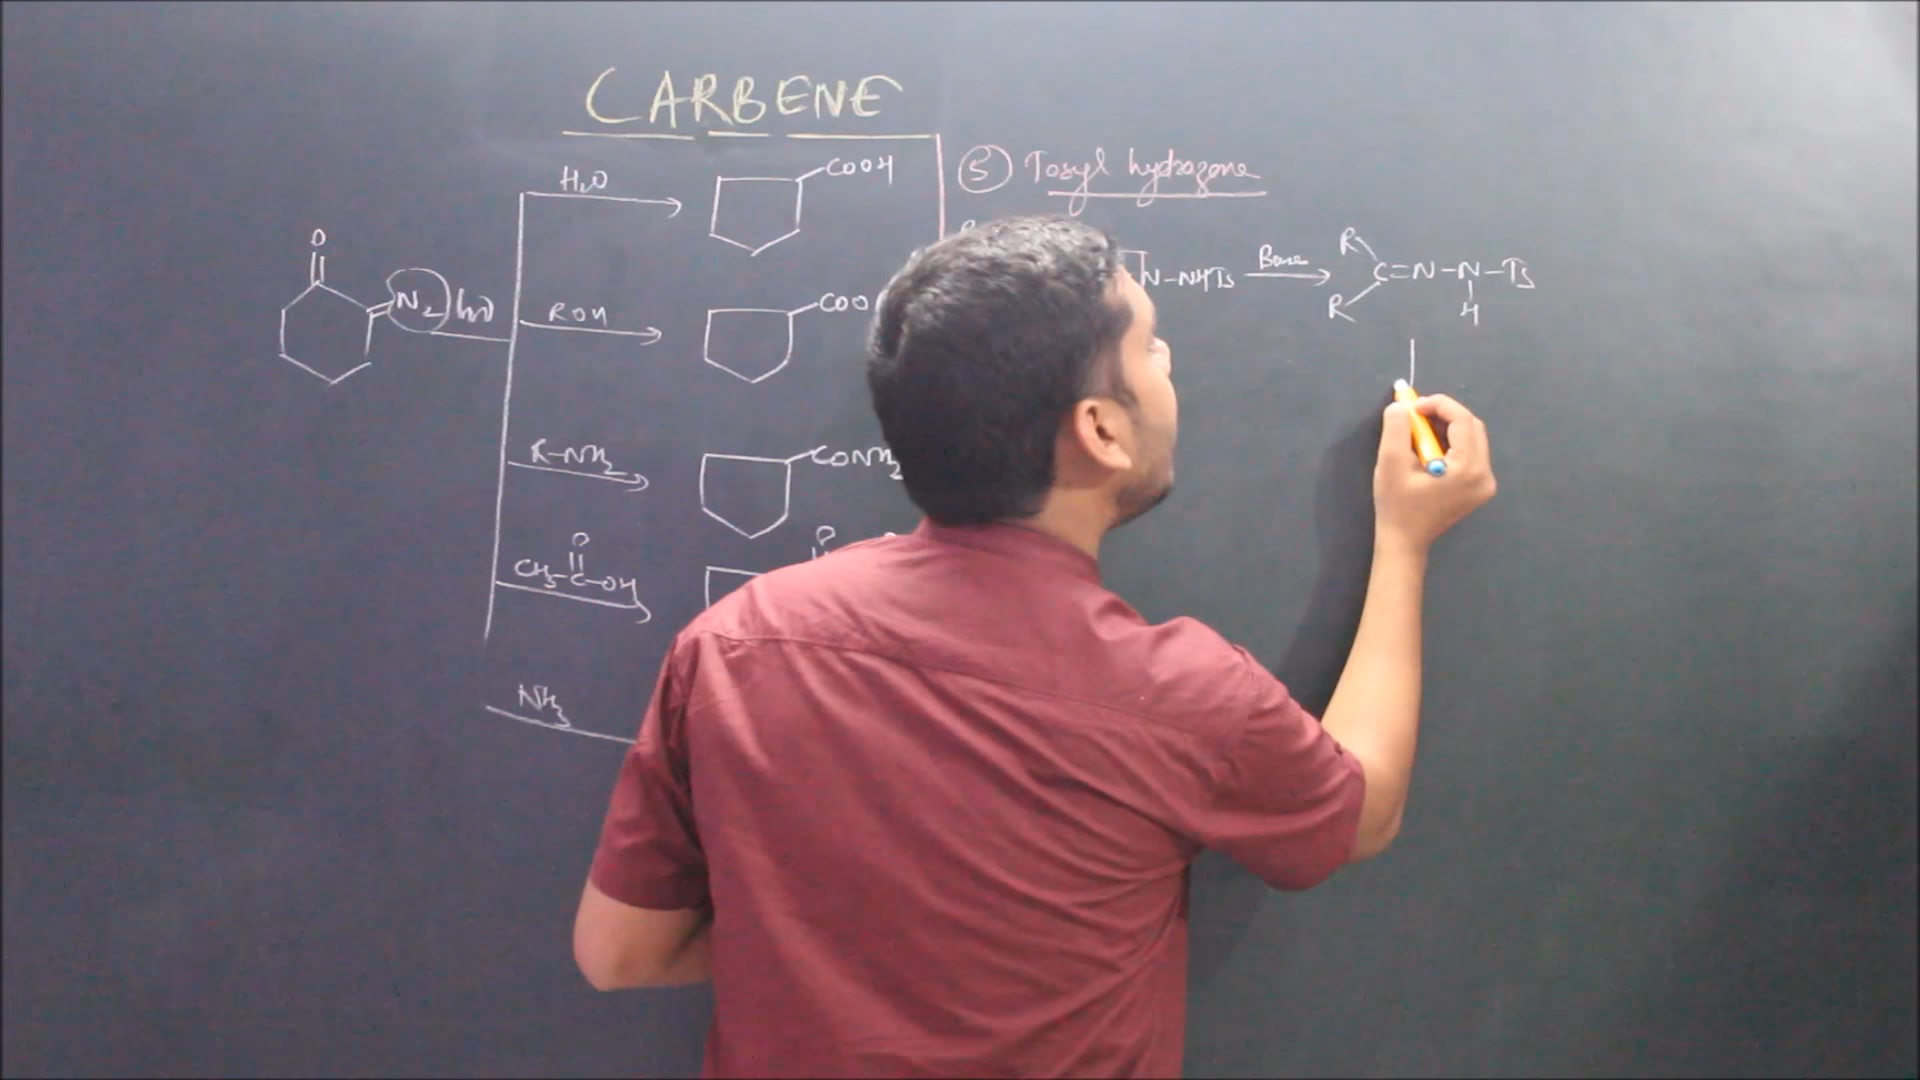 CARBENE
H2O
COOH
ROH
COO
O
N2
hν
R-NH2
CONH2
O
CH3-C-OH
O
NH3
5 Tosyl hydrazone
N-NHTs
Base
R
C=N-N-Ts
R
H